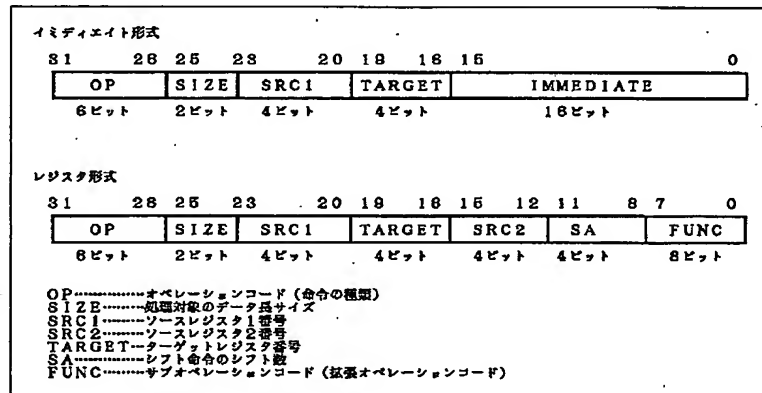 イミディエイト形式
31 26 25 23 20 19 16 15 0
OP SIZE SRC1 TARGET IMMEDIATE
6ビット 2ビット 4ビット 4ビット 16ビット
レジスタ形式
31 26 25 23 20 19 16 15 12 11 8 7 0
OP SIZE SRC1 TARGET SRC2 SA FUNC
6ビット 2ビット 4ビット 4ビット 4ビット 4ビット 8ビット
OP……………オペレーションコード（命令の種類）
SIZE………処理対象のデータ長サイズ
SRC1………ソースレジスタ1番号
SRC2………ソースレジスタ2番号
TARGET…ターゲットレジスタ番号
SA……………シフト命令のシフト数
FUNC………サブオペレーションコード（拡張オペレーションコード）